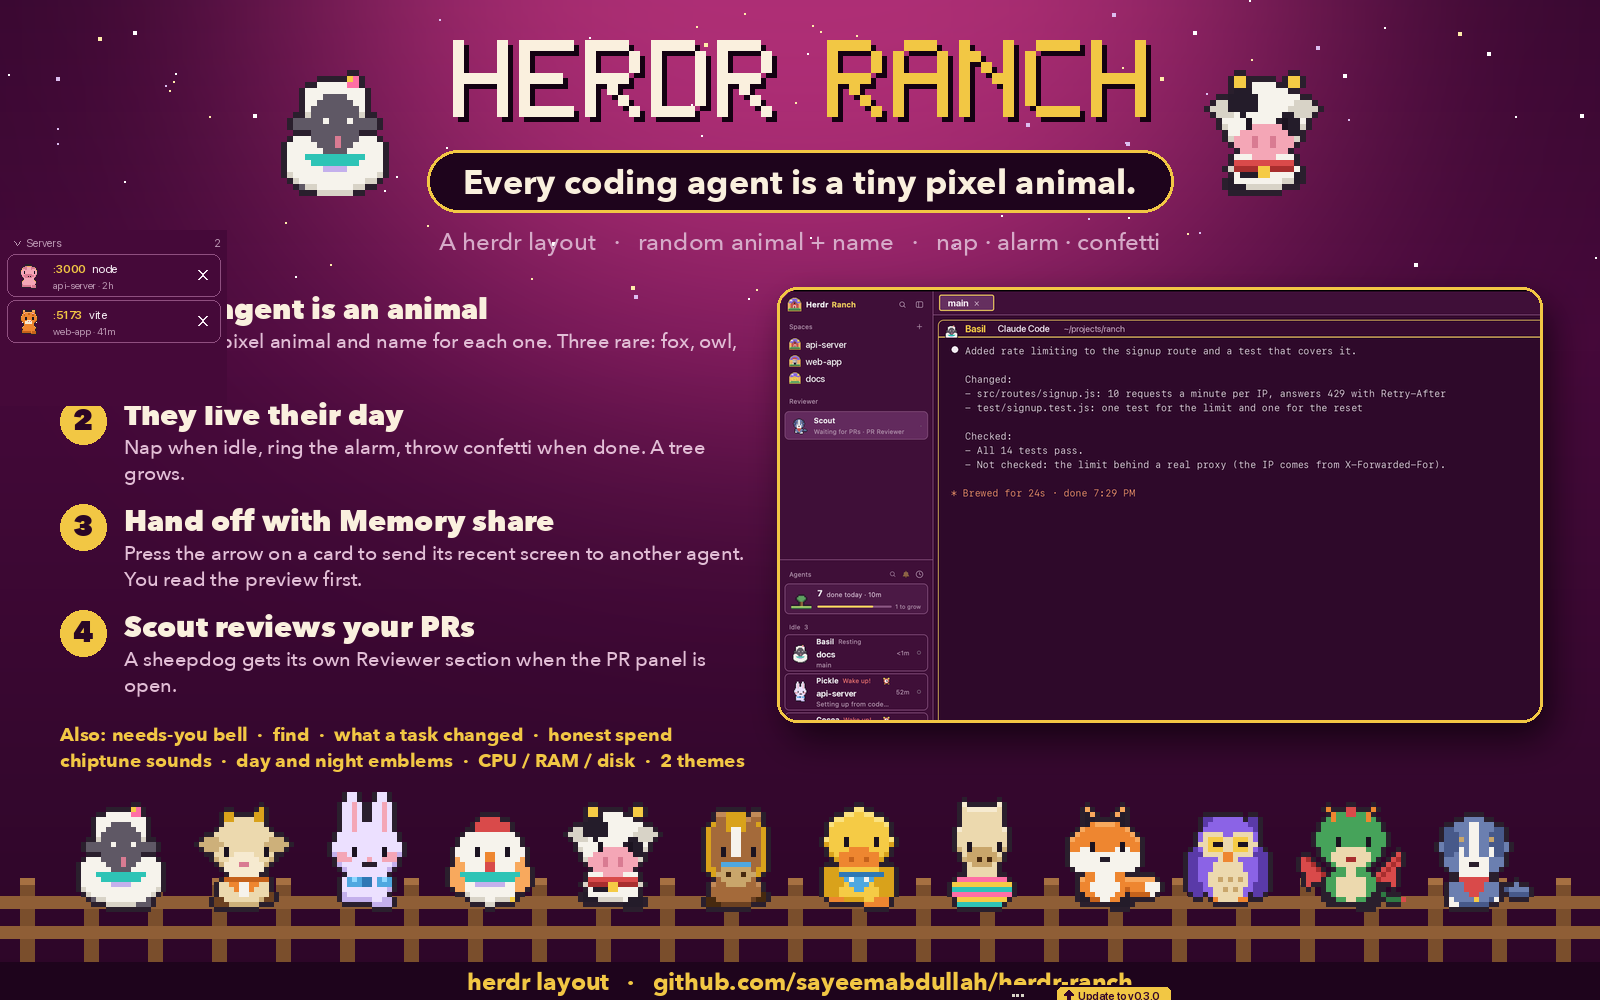 HERDR RANCH
Every coding agent is a tiny pixel animal.
A herdr layout · random animal + name · nap · alarm · confetti
Servers 2
:3000 node X
api-server · 2h
:5173 vite X
web-app · 41m
agent is an animal
pixel animal and name for each one. Three rare: fox, owl,
2 They live their day
Nap when idle, ring the alarm, throw confetti when done. A tree
grows.
3 Hand off with Memory share
Press the arrow on a card to send its recent screen to another agent.
You read the preview first.
4 Scout reviews your PRs
A sheepdog gets its own Reviewer section when the PR panel is
open.
Also: needs-you bell · find · what a task changed · honest spend
chiptune sounds · day and night emblems · CPU / RAM / disk · 2 themes
Herdr Ranch
Spaces +
api-server
web-app
docs
Reviewer
Scout
Waiting for PRs · PR Reviewer
Agents
7 done today · 10m
1 to grow
Idle 3
Basil Resting
docs <1m
main
Pickle Wake up!
api-server 52m
Setting up from code...
Cocoa Wake up!
main ×
Basil Claude Code ~/projects/ranch
Added rate limiting to the signup route and a test that covers it.
Changed:
– src/routes/signup.js: 10 requests a minute per IP, answers 429 with Retry-After
– test/signup.test.js: one test for the limit and one for the reset
Checked:
– All 14 tests pass.
– Not checked: the limit behind a real proxy (the IP comes from X-Forwarded-For).
* Brewed for 24s · done 7:29 PM
herdr layout · github.com/sayeemabdullah/herdr-ranch
Update to v0.3.0